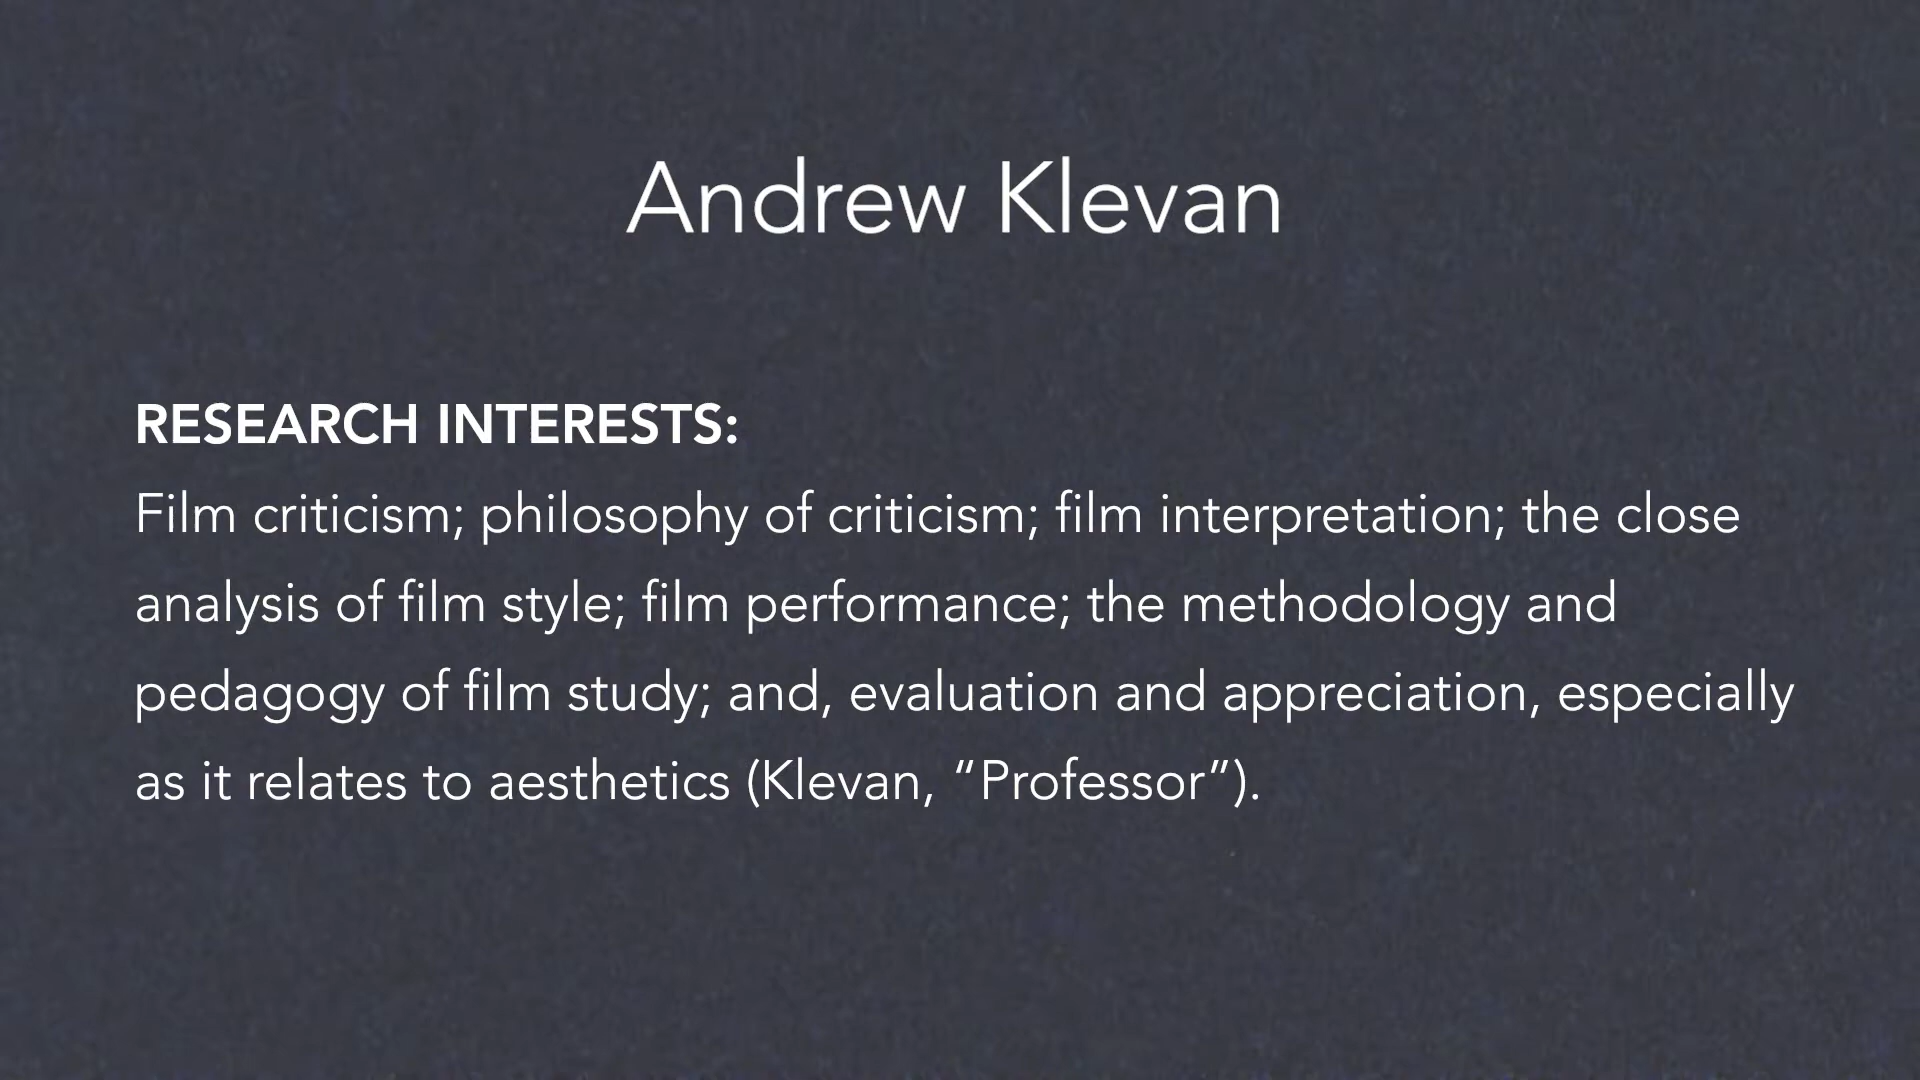 Andrew Klevan
RESEARCH INTERESTS:
Film criticism; philosophy of criticism; film interpretation; the close
analysis of film style; film performance; the methodology and
pedagogy of film study; and, evaluation and appreciation, especially
as it relates to aesthetics (Klevan, “Professor”).